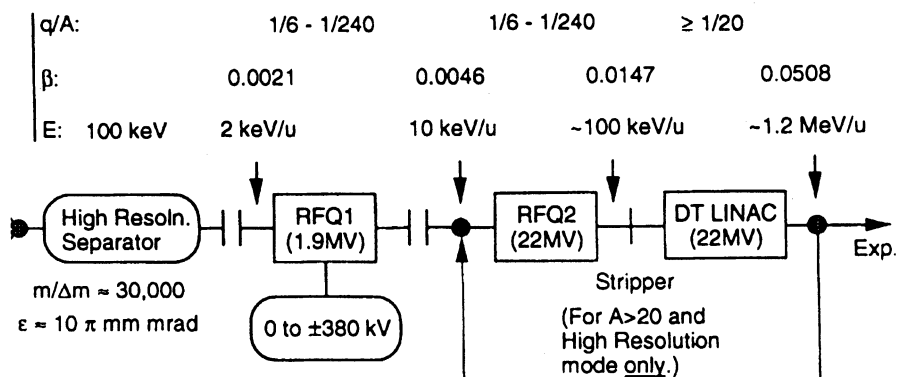 q/A: 1/6 - 1/240 1/6 - 1/240 ≥ 1/20
β: 0.0021 0.0046 0.0147 0.0508
E: 100 keV 2 keV/u 10 keV/u ~100 keV/u ~1.2 MeV/u
High Resoln.
Separator
RFQ1
(1.9MV)
RFQ2
(22MV)
DT LINAC
(22MV)
Exp.
m/Δm ≈ 30,000
ε ≈ 10 π mm mrad
0 to ±380 kV
Stripper
(For A>20 and
High Resolution
mode only.)